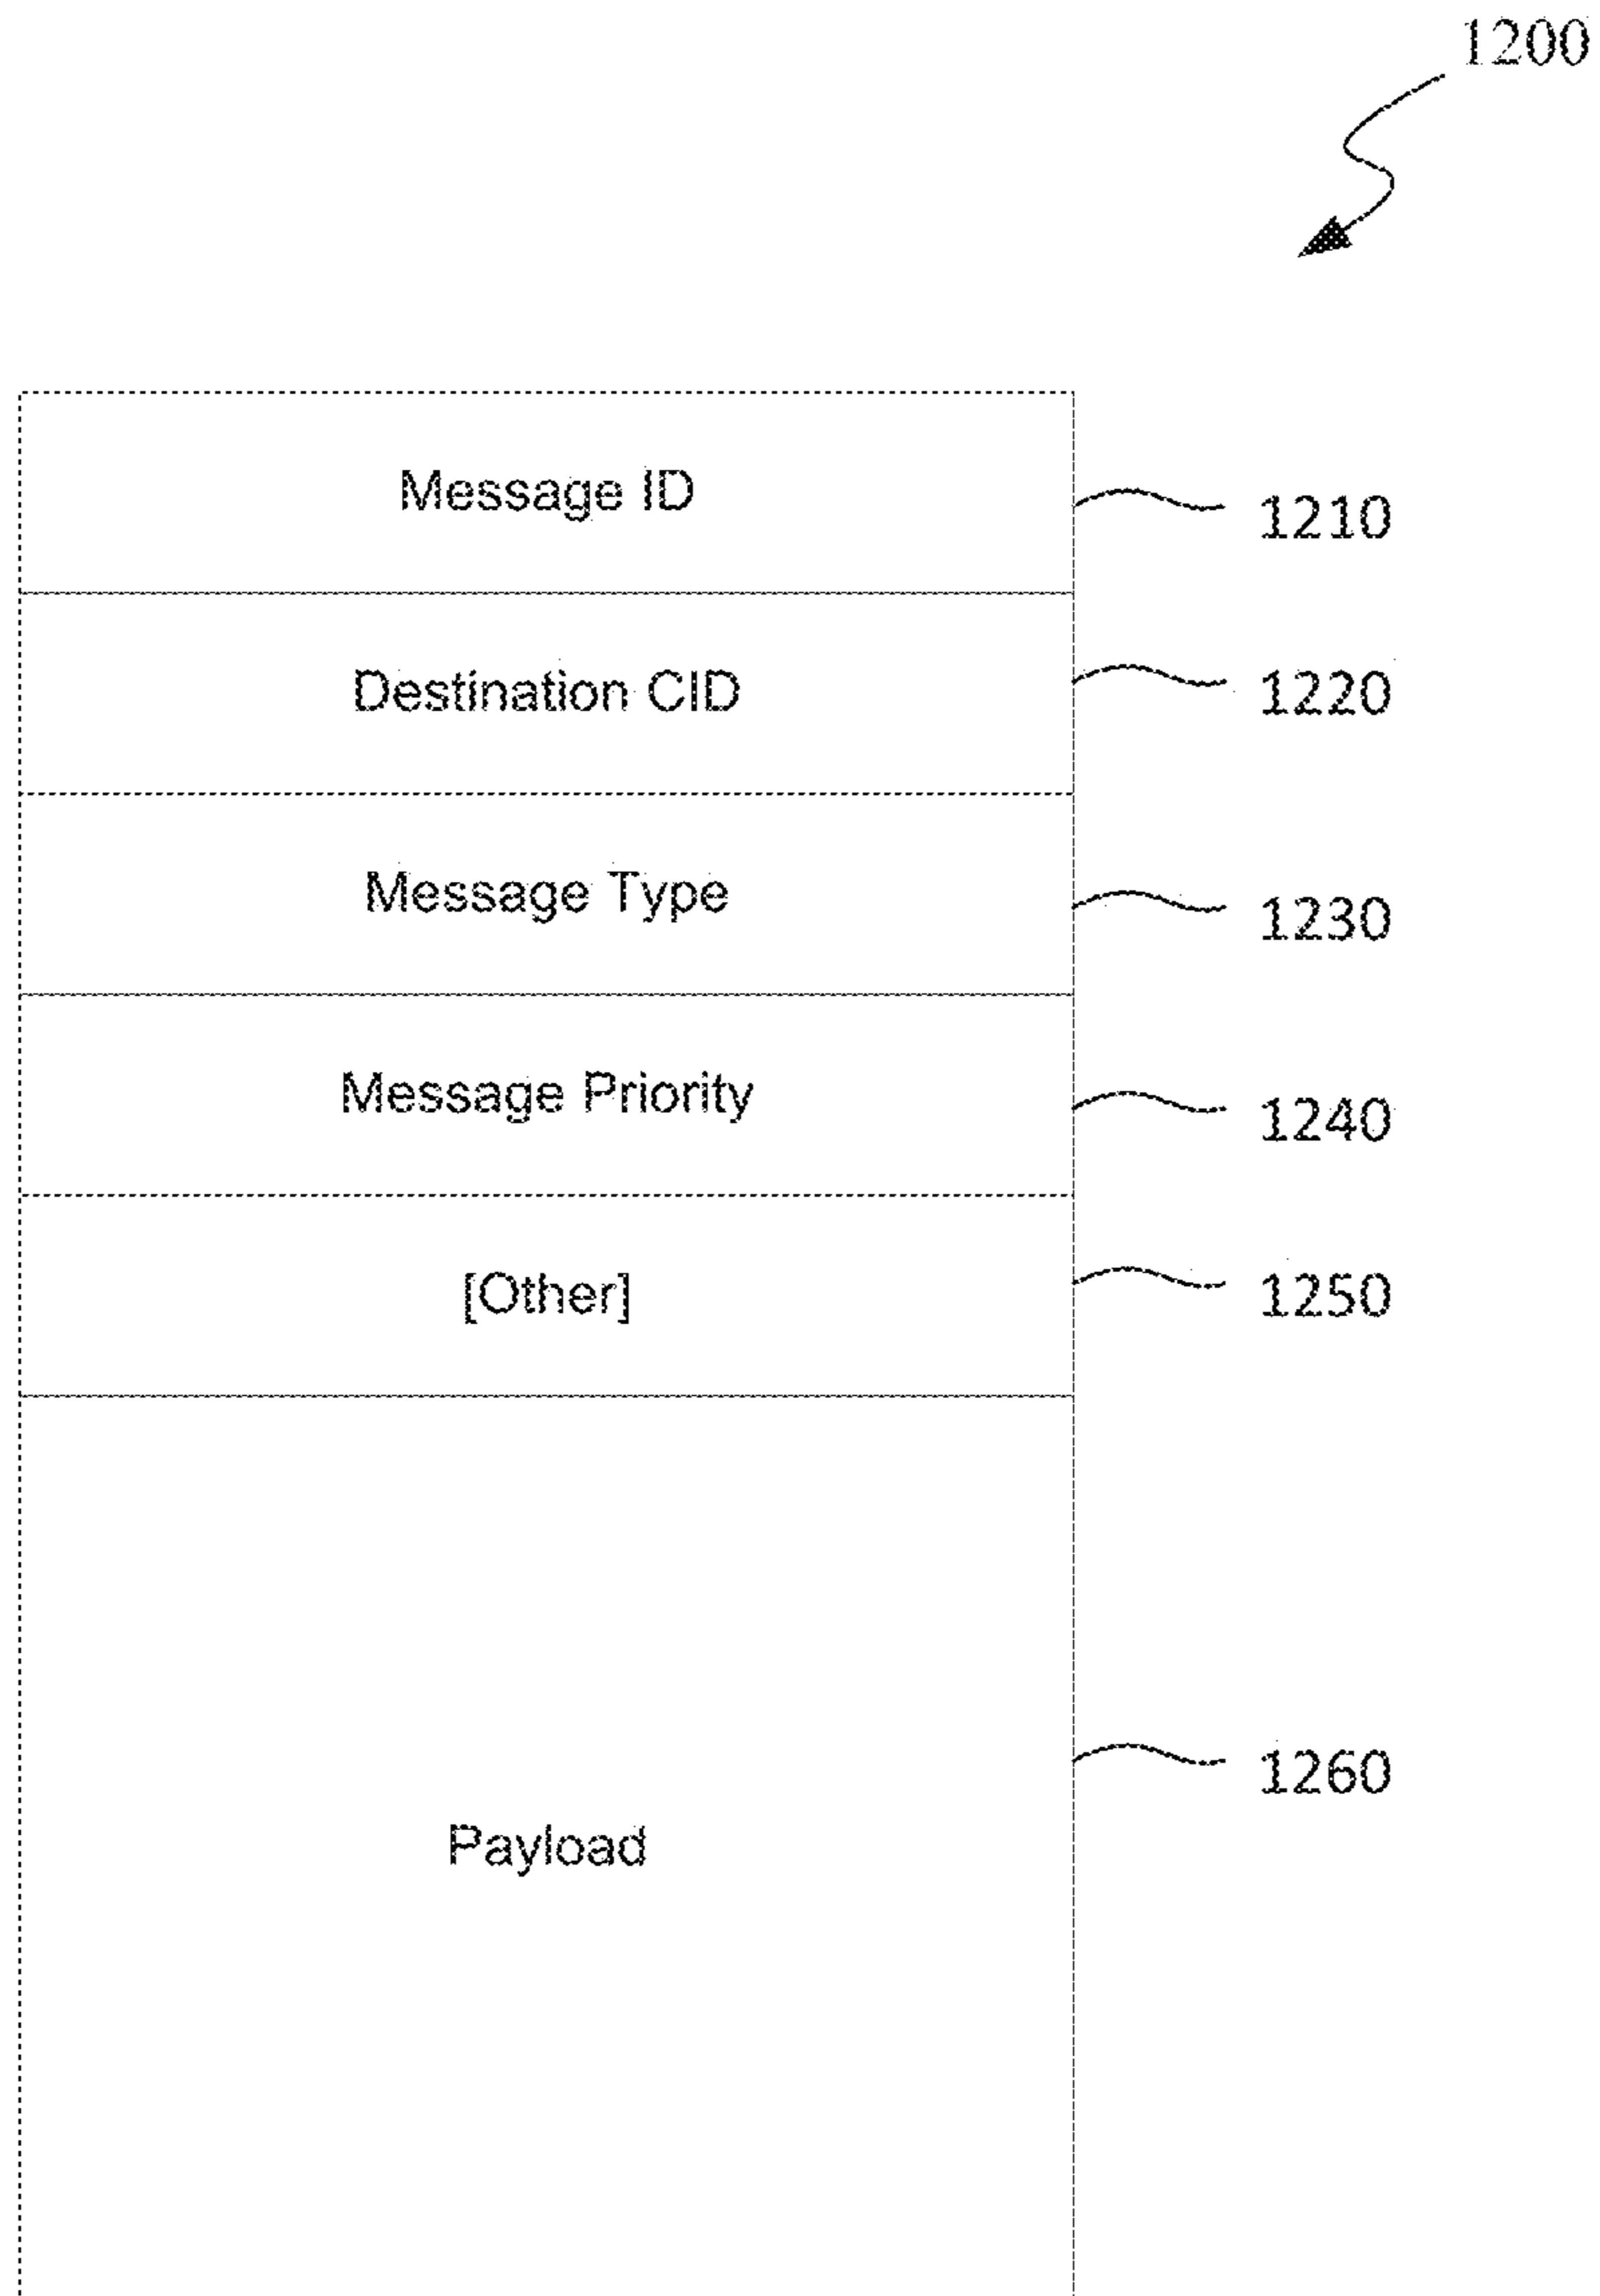 1200
Message ID
1210
Destination CID
1220
Message Type
1230
Message Priority
1240
[Other]
1250
1260
Payload